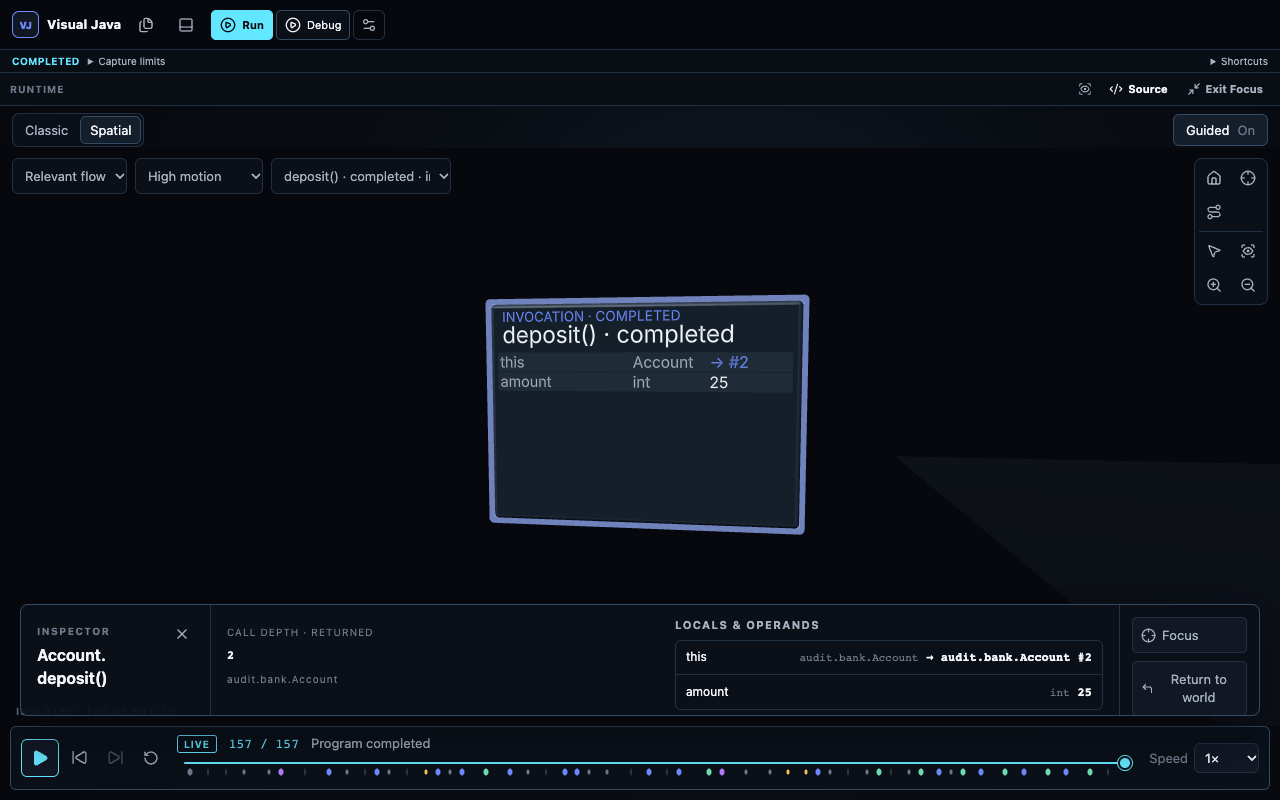 VJ Visual Java Run Debug
COMPLETED Capture limits Shortcuts
RUNTIME Source Exit Focus
Classic Spatial Guided On
Relevant flow High motion deposit() · completed ·
INVOCATION · COMPLETED
deposit() · completed
this Account → #2
amount int 25
INSPECTOR
Account.
deposit()
CALL DEPTH · RETURNED
2
audit.bank.Account
LOCALS & OPERANDS
this audit.bank.Account → audit.bank.Account #2
amount int 25
Focus
Return to
world
LIVE 157 / 157 Program completed
Speed 1×